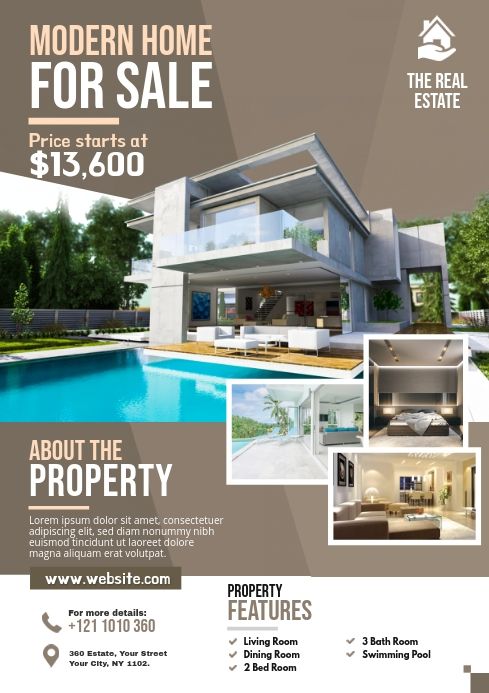 MODERN HOME
FOR SALE
Price starts at
$13,600
THE REAL
ESTATE
ABOUT THE
PROPERTY
Lorem ipsum dolor sit amet, consectetuer
adipiscing elit, sed diam nonummy nibh
euismod tincidunt ut laoreet dolore
magna aliquam erat volutpat.
www.website.com
For more details:
+121 1010 360
360 Estate, Your Street
Your City, NY 1102.
PROPERTY
FEATURES
Living Room
Dining Room
2 Bed Room
3 Bath Room
Swimming Pool